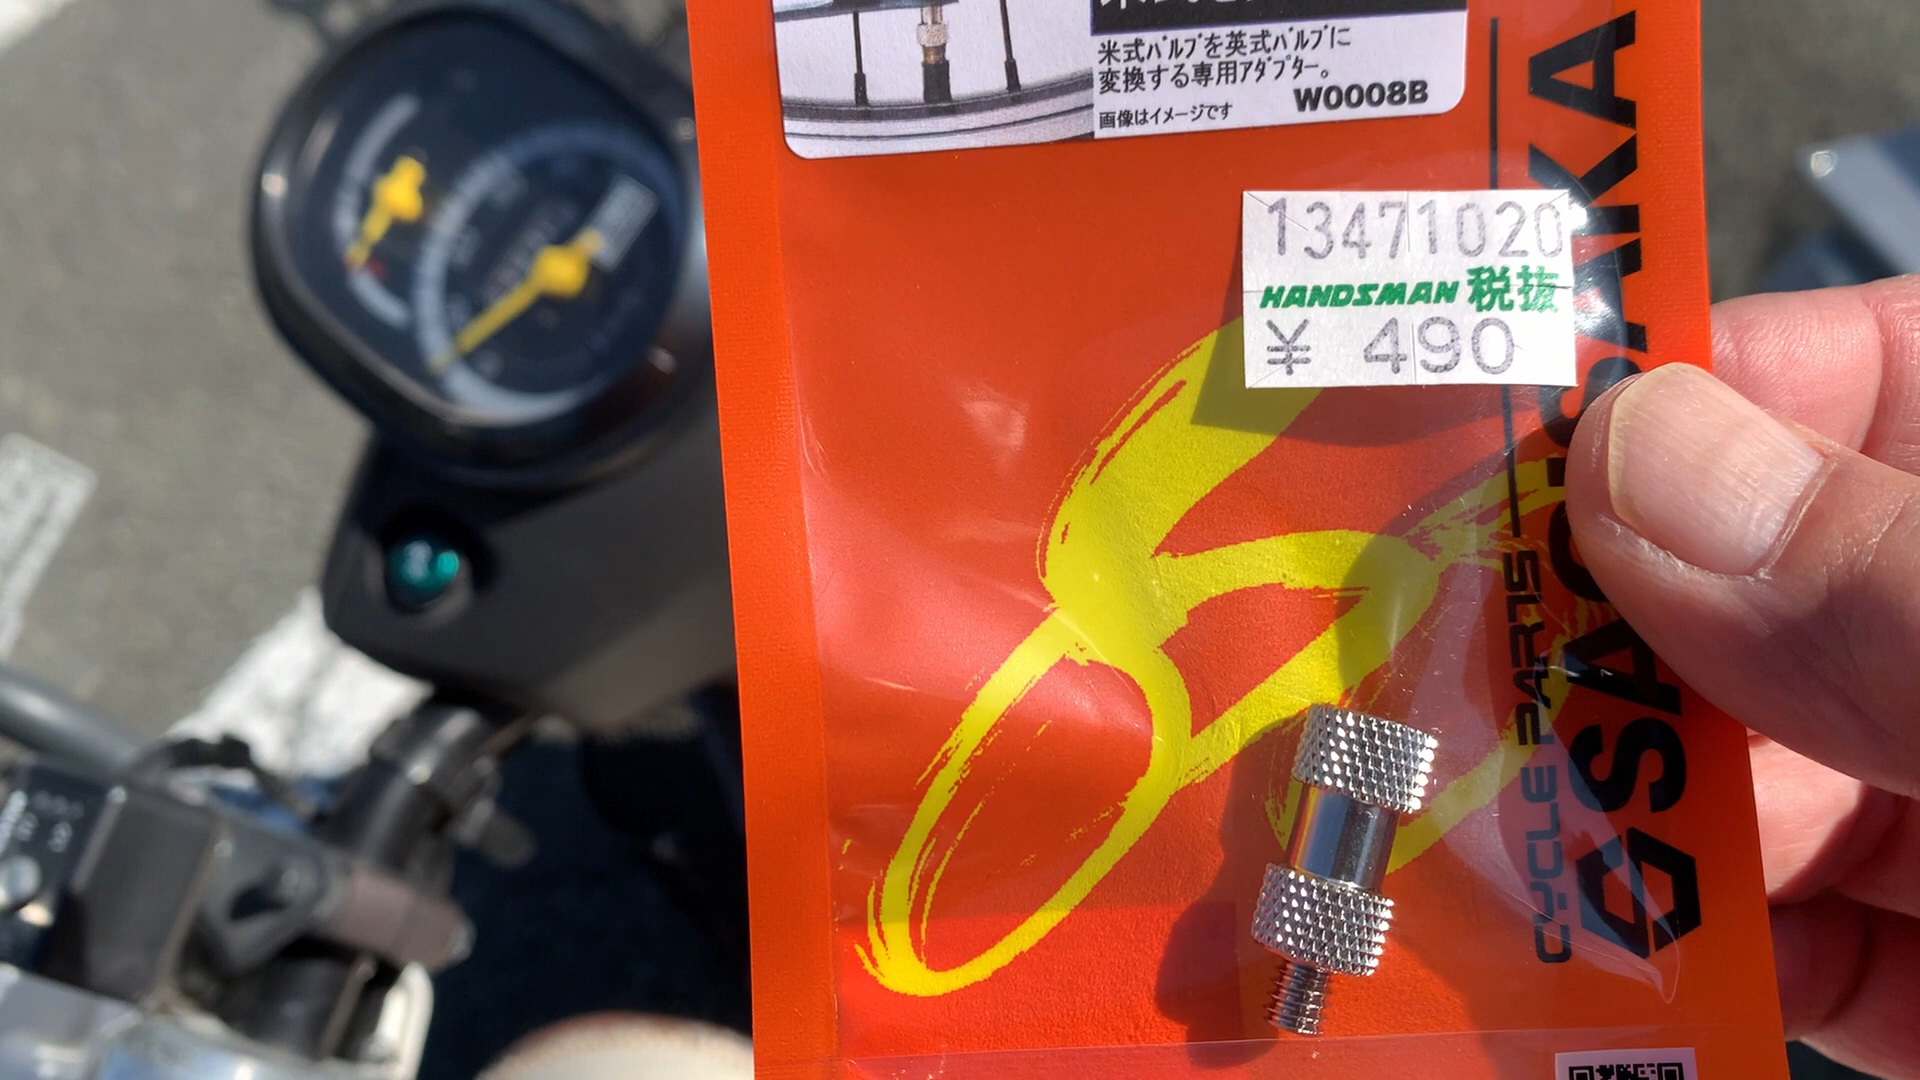 米式バルブを英式バルブに
変換する専用アダプター。
画像はイメージです
W0008B
13471020
HANDSMAN 税抜
¥ 490
CYCLE PARTS